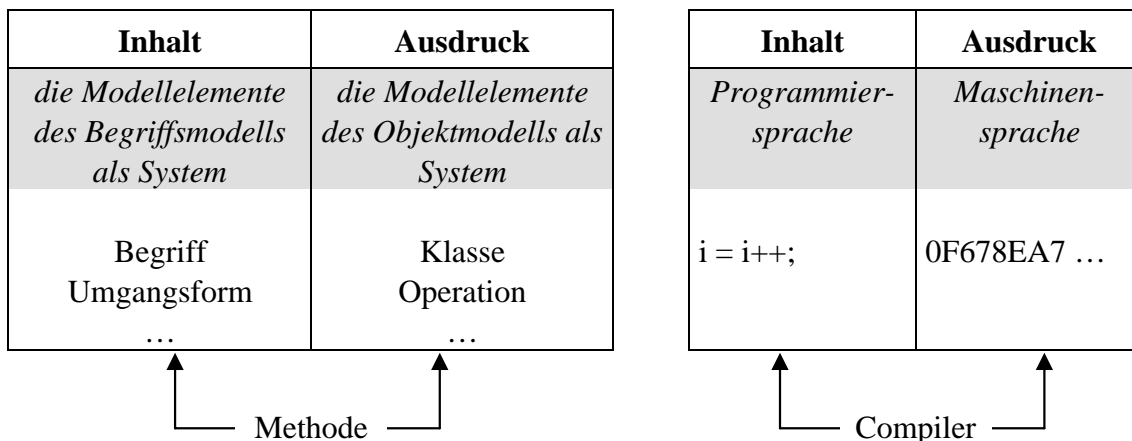 Inhalt
Ausdruck
die Modellelemente
des Begriffsmodells
als System
die Modellelemente
des Objektmodells als
System
Begriff
Umgangsform
…
Klasse
Operation
…
Methode
Inhalt
Ausdruck
Programmier-
sprache
Maschinen-
sprache
i = i++;
0F678EA7 …
Compiler